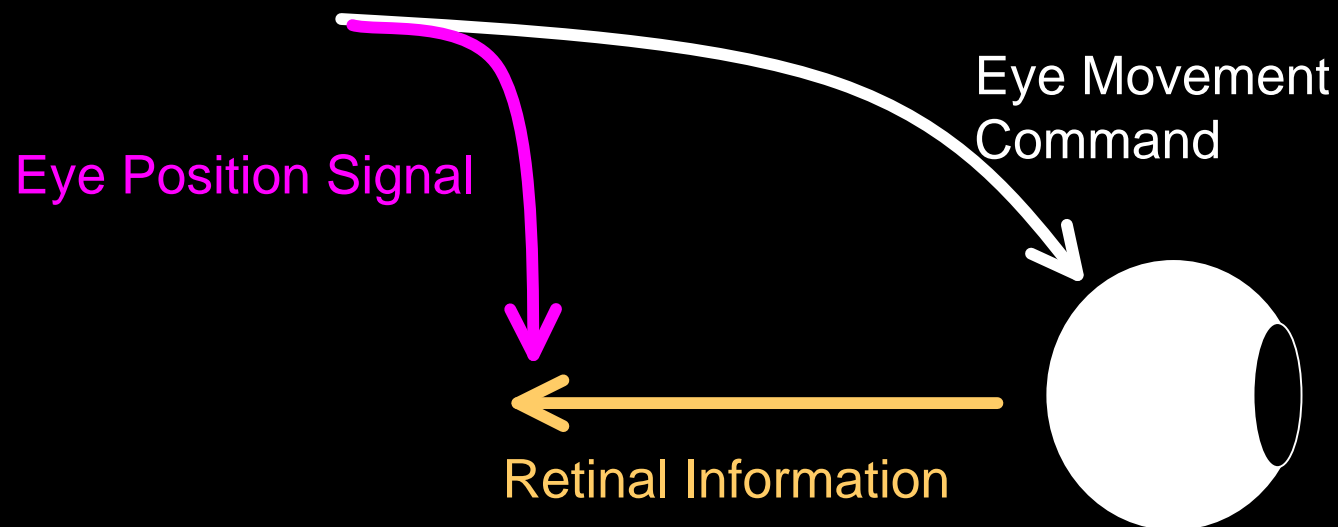 Eye Movement
Command
Eye Position Signal
Retinal Information